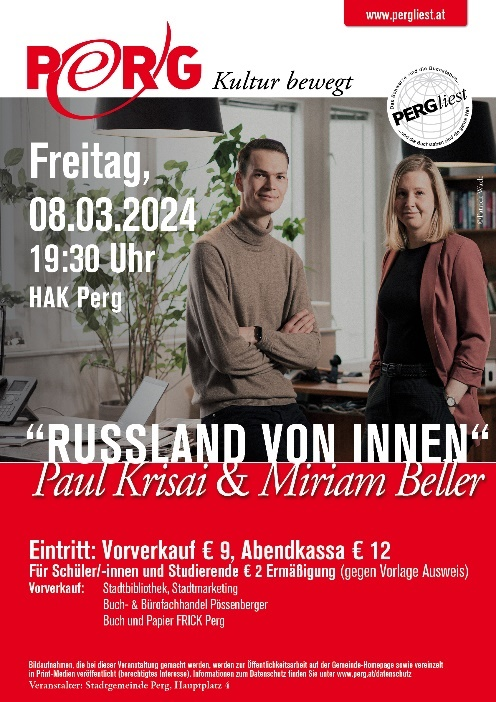 www.pergliest.at
PERG
Kultur bewegt
PERGliest
Freitag,
08.03.2024
19:30 Uhr
HAK Perg
“RUSSLAND VON INNEN“
Paul Krisai & Miriam Beller
Eintritt: Vorverkauf € 9, Abendkassa € 12
Für Schüler/-innen und Studierende € 2 Ermäßigung (gegen Vorlage Ausweis)
Vorverkauf: Stadtbibliothek, Stadtmarketing
Buch- & Bürofachhandel Pössenberger
Buch und Papier FRICK Perg
Bildaufnahmen, die bei dieser Veranstaltung gemacht werden, werden zur Öffentlichkeitsarbeit auf der Gemeinde-Homepage sowie vereinzelt
in Print-Medien veröffentlicht (berechtigtes Interesse). Informationen zum Datenschutz finden Sie unter www.perg.at/datenschutz
Veranstalter: Stadtgemeinde Perg, Hauptplatz 4